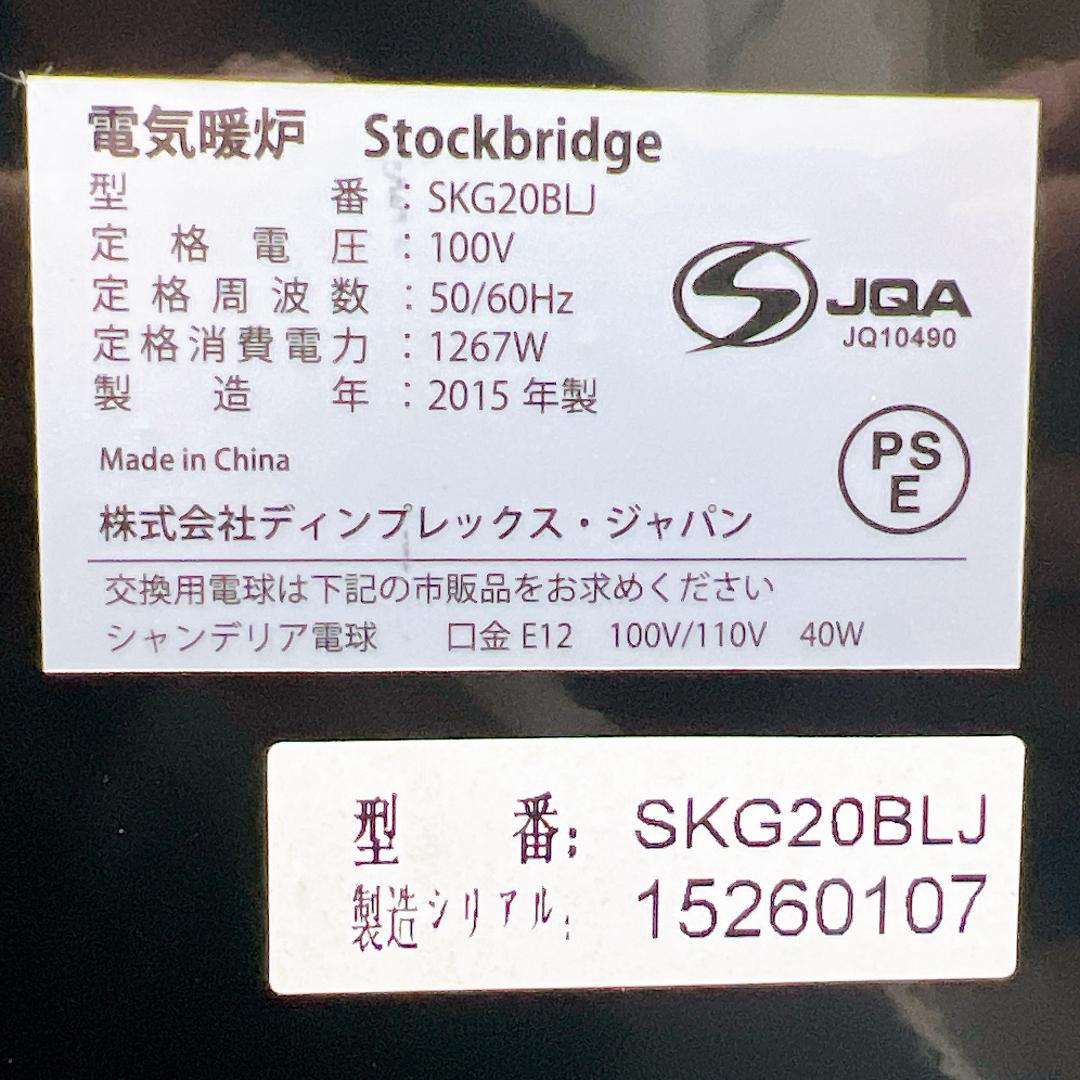 電気暖炉 Stockbridge
型番：SKG20BLJ
定格電圧：100V
定格周波数：50/60Hz
定格消費電力：1267W
製造年：2015 年製
JQA
JQ10490
Made in China
PS
E
株式会社ディンプレックス・ジャパン
交換用電球は下記の市販品をお求めください
シャンデリア電球 口金 E12 100V/110V 40W
型番: SKG20BLJ
製造シリアル: 15260107